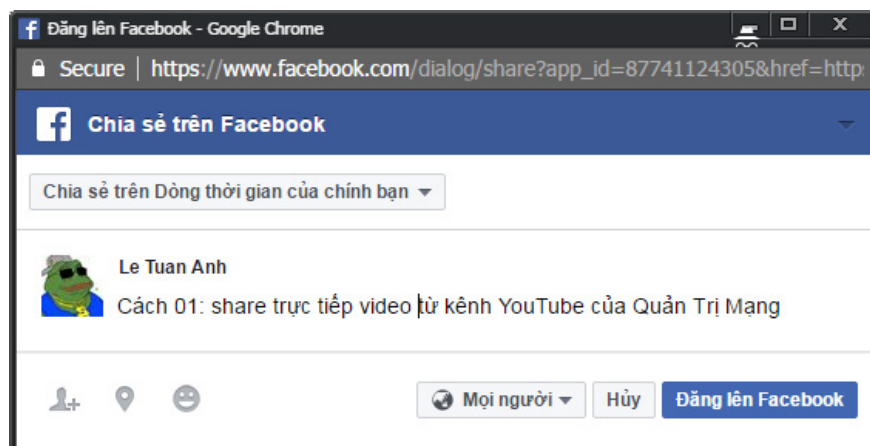 Đăng lên Facebook - Google Chrome
Secure | https://www.facebook.com/dialog/share?app_id=87741124305&href=http:
Chia sẻ trên Facebook
Chia sẻ trên Dòng thời gian của chính bạn
Le Tuan Anh
Cách 01: share trực tiếp video từ kênh YouTube của Quản Trị Mạng
Mọi người Hủy Đăng lên Facebook